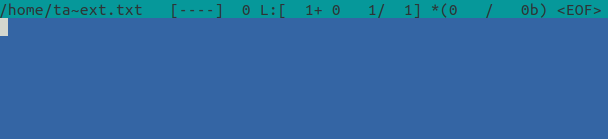 /home/ta~ext.txt   [----]  0 L:[  1+ 0   1/  1] *(0   /   0b) <EOF>